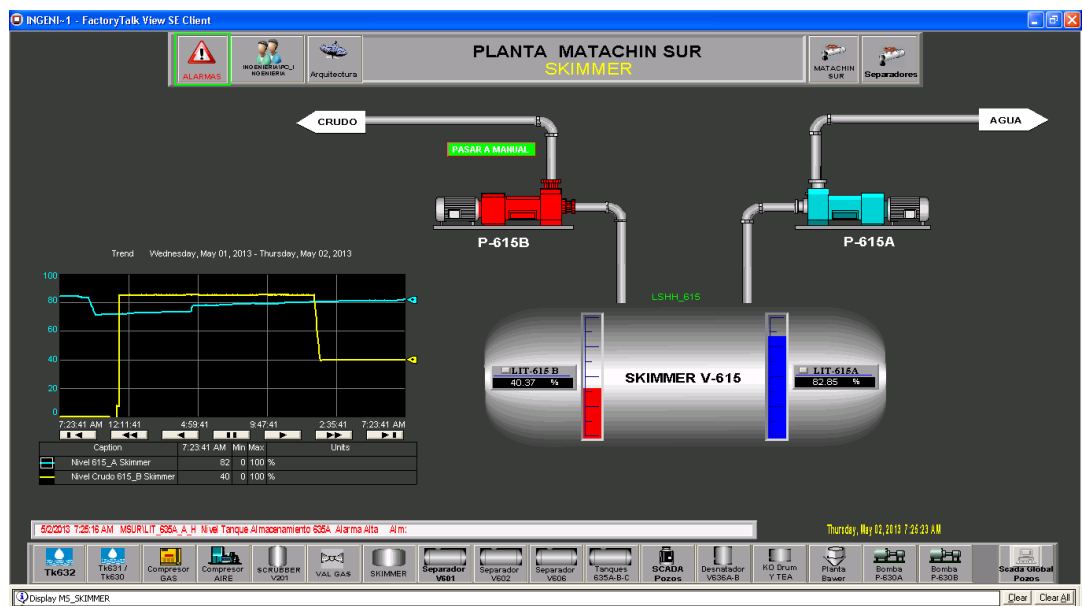 INGENI~1 - FactoryTalk View SE Client
ALARMAS
INGENIERIA\PC_I
NGENIERIA
Arquitectura
PLANTA MATACHIN SUR
SKIMMER
MATACHIN
SUR
Separadores
CRUDO
AGUA
PASAR A MANUAL
P-615B
P-615A
Trend Wednesday, May 01, 2013 - Thursday, May 02, 2013
100
80
60
40
20
0
7:23:41 AM 12:11:41 4:59:41 9:47:41 2:35:41 7:23:41 AM
Caption 7:23:41 AM Min Max Units
Nivel 615_A Skimmer 82 0 100 %
Nivel Crudo 615_B Skimmer 40 0 100 %
LSHH_615
LIT-615 B
40.37 %
SKIMMER V-615
LIT-615A
82.85 %
5/2/2013 7:25:16 AM MSUR\LIT_635A_A_H Nivel Tanque Almacenamiento 635A Alarma Alta Alm:
Thursday, May 02, 2013 7:25:23 AM
Tk632
Tk631 /
Tk630
Compresor
GAS
Compresor
AIRE
SCRUBBER
V201
VAL GAS
SKIMMER
Separador
V601
Separador
V602
Separador
V606
Tanques
635A-B-C
SCADA
Pozos
Desnatador
V636A-B
KO Drum
Y TEA
Planta
Bawer
Bomba
P-630A
Bomba
P-630B
Scada Global
Pozos
Display MS_SKIMMER
Clear Clear All